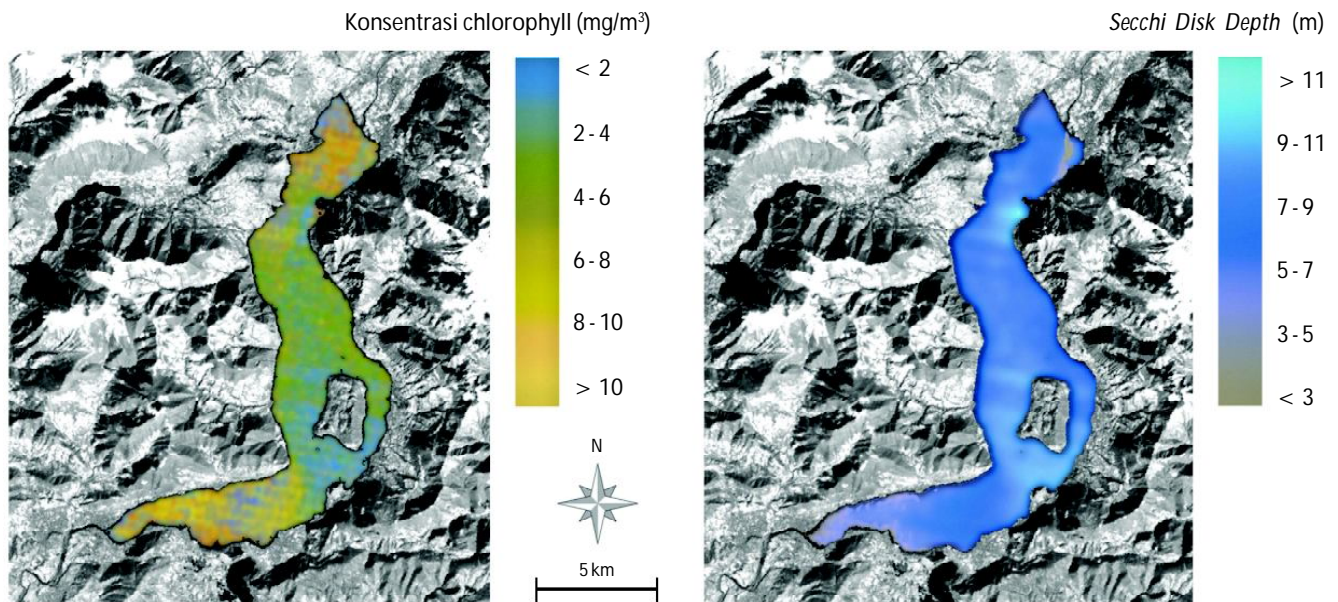 Konsentrasi chlorophyll (mg/m³)
< 2
2 - 4
4 - 6
6 - 8
8 - 10
> 10
N
5 km
Secchi Disk Depth (m)
> 11
9 - 11
7 - 9
5 - 7
3 - 5
< 3